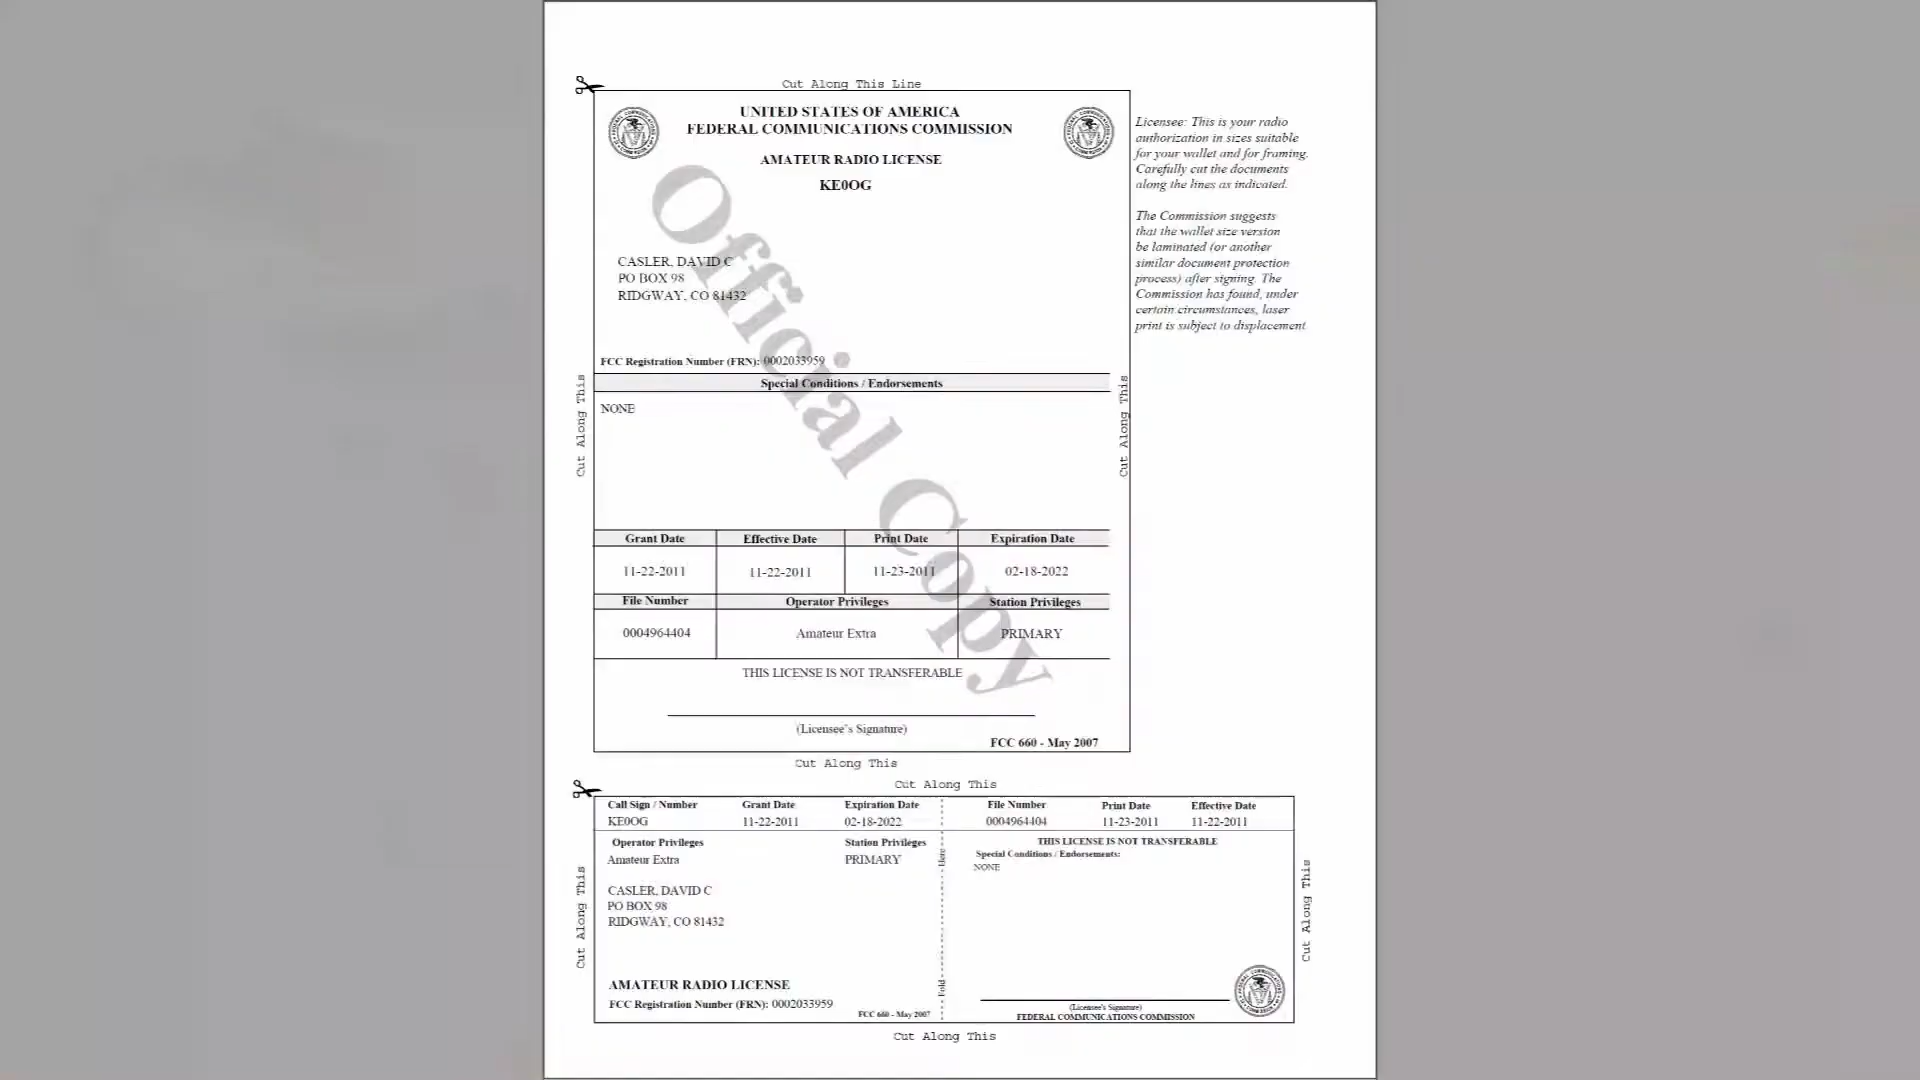 Cut Along This Line
UNITED STATES OF AMERICA
FEDERAL COMMUNICATIONS COMMISSION
AMATEUR RADIO LICENSE
KE0OG
CASLER, DAVID C
PO BOX 98
RIDGWAY, CO 81432
FCC Registration Number (FRN): 0002033959
Special Conditions / Endorsements
NONE
Grant Date Effective Date Print Date Expiration Date
11-22-2011 11-22-2011 11-23-2011 02-18-2022
File Number Operator Privileges Station Privileges
0004964404 Amateur Extra PRIMARY
THIS LICENSE IS NOT TRANSFERABLE
(Licensee's Signature)
FCC 660 - May 2007
Official Copy
Cut Along This
Cut Along This
Cut Along This
Licensee: This is your radio
authorization in sizes suitable
for your wallet and for framing.
Carefully cut the documents
along the lines as indicated.
The Commission suggests
that the wallet size version
be laminated (or another
similar document protection
process) after signing. The
Commission has found, under
certain circumstances, laser
print is subject to displacement
Cut Along This
Call Sign / Number Grant Date Expiration Date
KE0OG 11-22-2011 02-18-2022
Operator Privileges Station Privileges
Amateur Extra PRIMARY
CASLER, DAVID C
PO BOX 98
RIDGWAY, CO 81432
AMATEUR RADIO LICENSE
FCC Registration Number (FRN): 0002033959
FCC 660 - May 2007
Fold Here
File Number Print Date Effective Date
0004964404 11-23-2011 11-22-2011
THIS LICENSE IS NOT TRANSFERABLE
Special Conditions / Endorsements:
NONE
(Licensee's Signature)
FEDERAL COMMUNICATIONS COMMISSION
Cut Along This
Cut Along This
Cut Along This